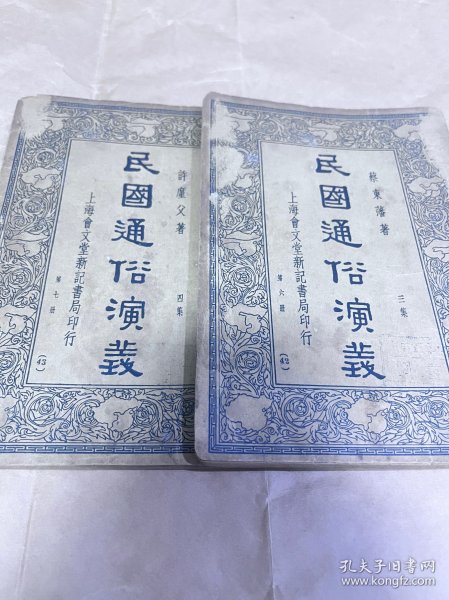 許廑父著
民國通俗演義
四集
上海會文堂新記書局印行
第七册
蔡東藩著
民國通俗演義
三集
上海會文堂新記書局印行
第六册
孔夫子旧书网
www.kongfz.com